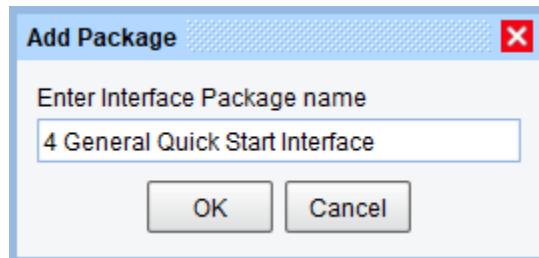 Add Package
Enter Interface Package name
4 General Quick Start Interface
OK Cancel